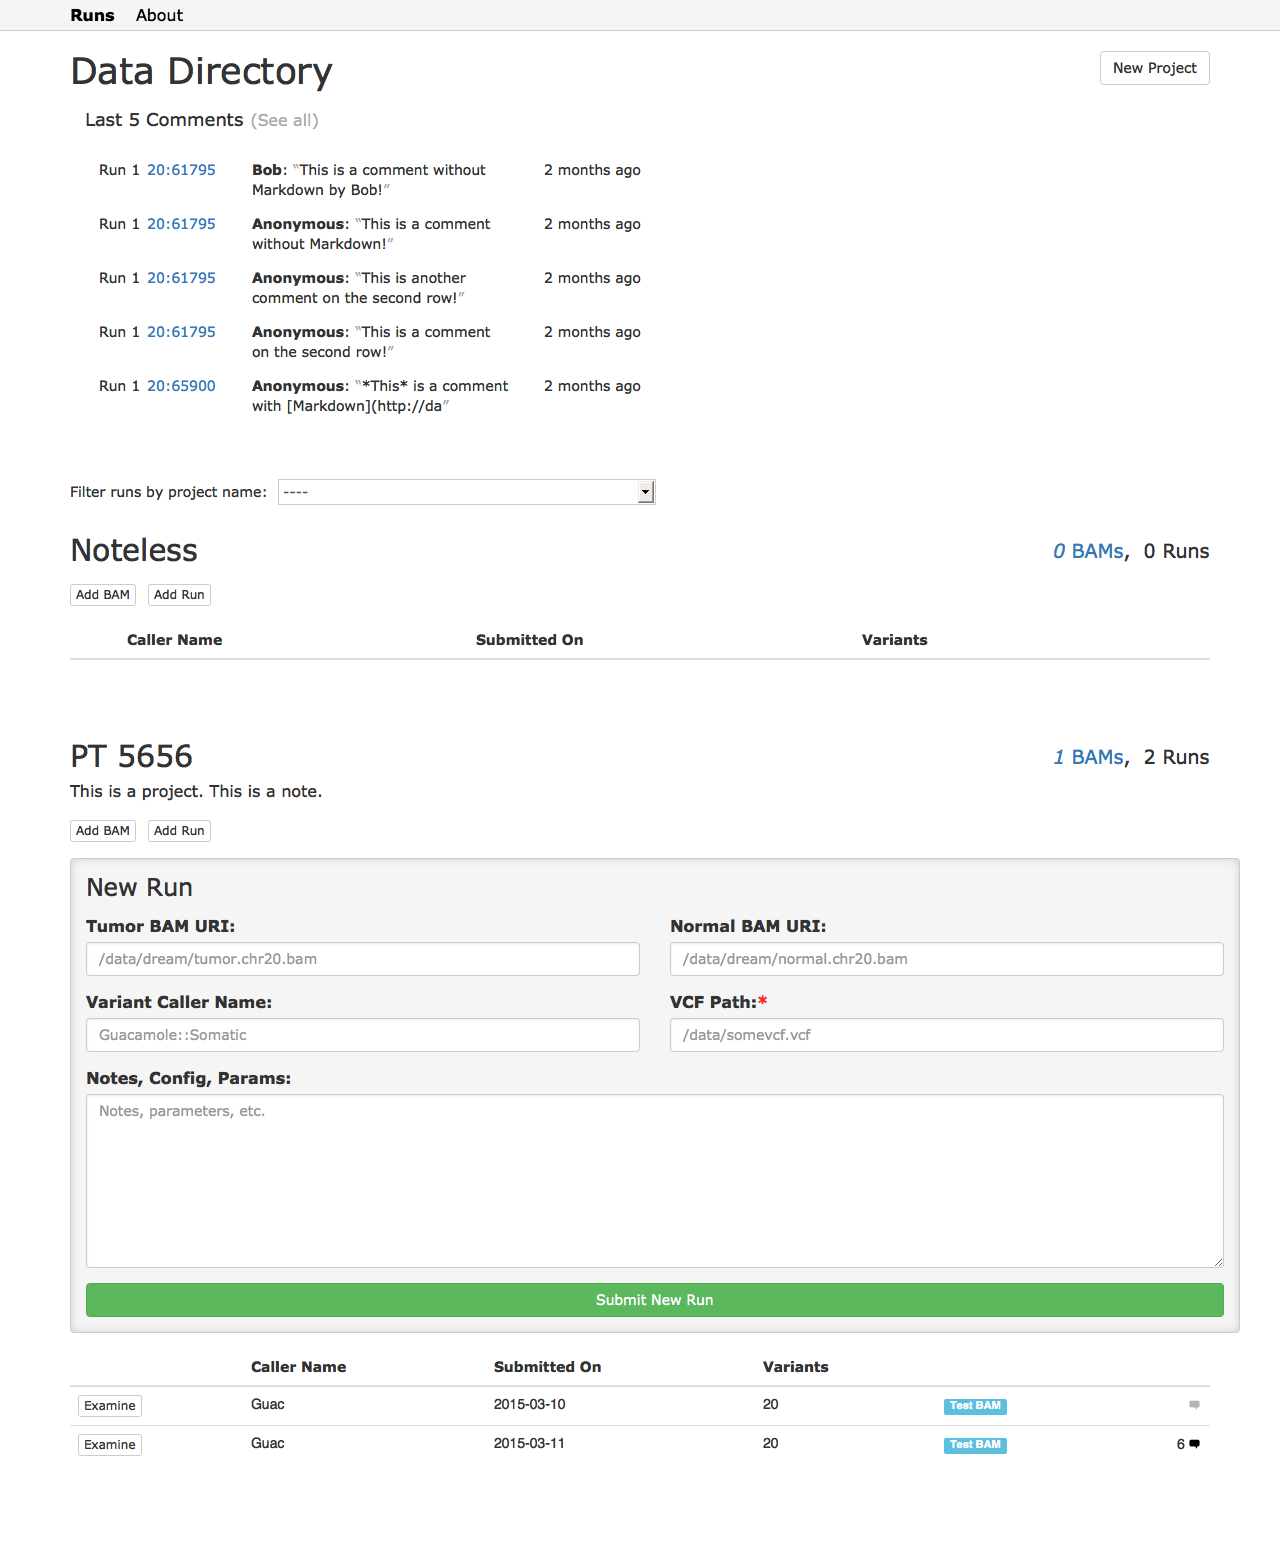 Runs About
Data Directory
New Project
Last 5 Comments (See all)
Run 1 20:61795 Bob: "This is a comment without 2 months ago
Markdown by Bob!"
Run 1 20:61795 Anonymous: "This is a comment 2 months ago
without Markdown!"
Run 1 20:61795 Anonymous: "This is another 2 months ago
comment on the second row!"
Run 1 20:61795 Anonymous: "This is a comment 2 months ago
on the second row!"
Run 1 20:65900 Anonymous: "*This* is a comment 2 months ago
with [Markdown](http://da"
Filter runs by project name: ----
Noteless 0 BAMs, 0 Runs
Add BAM Add Run
Caller Name Submitted On Variants
PT 5656 1 BAMs, 2 Runs
This is a project. This is a note.
Add BAM Add Run
New Run
Tumor BAM URI: Normal BAM URI:
/data/dream/tumor.chr20.bam /data/dream/normal.chr20.bam
Variant Caller Name: VCF Path:*
Guacamole::Somatic /data/somevcf.vcf
Notes, Config, Params:
Notes, parameters, etc.
Submit New Run
Caller Name Submitted On Variants
Examine Guac 2015-03-10 20 Test BAM
Examine Guac 2015-03-11 20 Test BAM 6